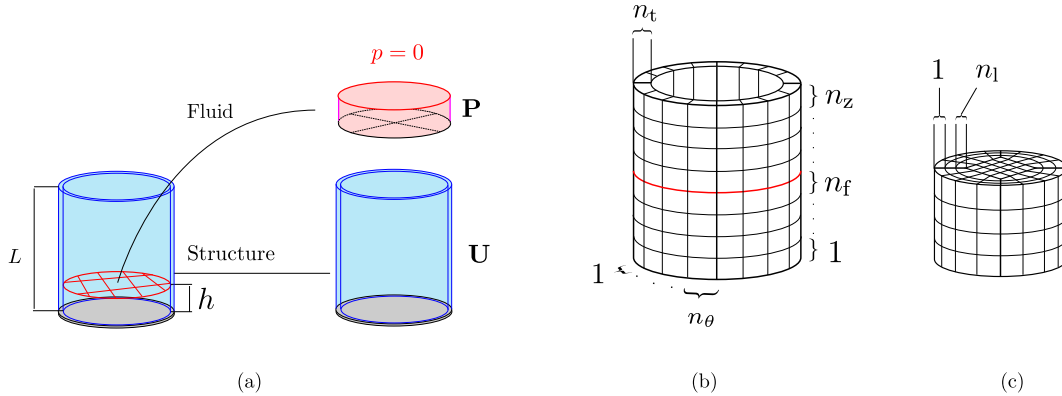 p = 0
Fluid
P
L
Structure
U
h
(a)
n_t
n_z
n_f
1
1
n_θ
(b)
1
n_l
(c)